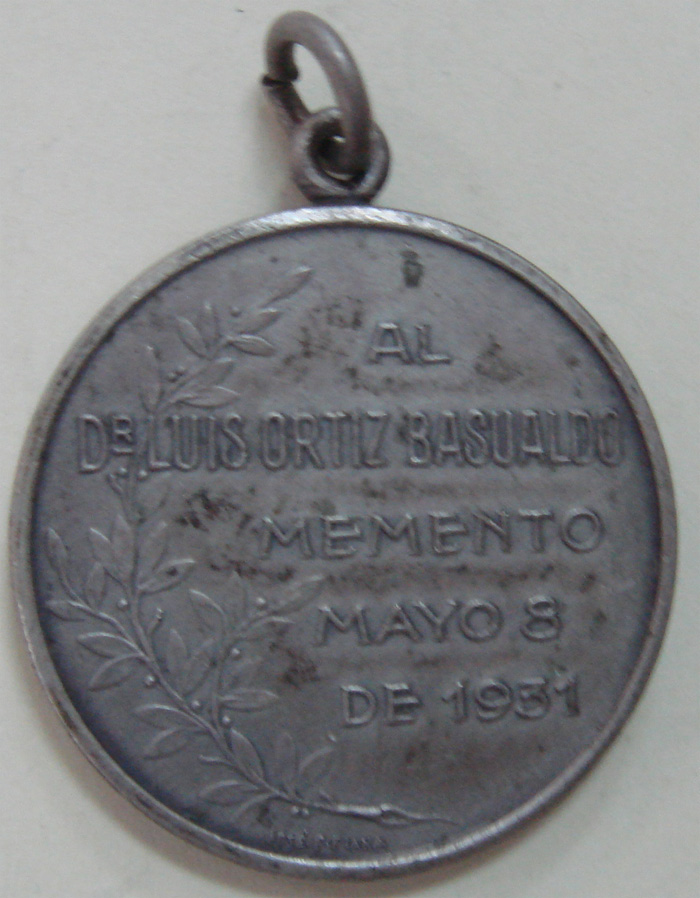 AL
DR. LUIS ORTIZ BASUALDO
MEMENTO
MAYO 8
DE 1931